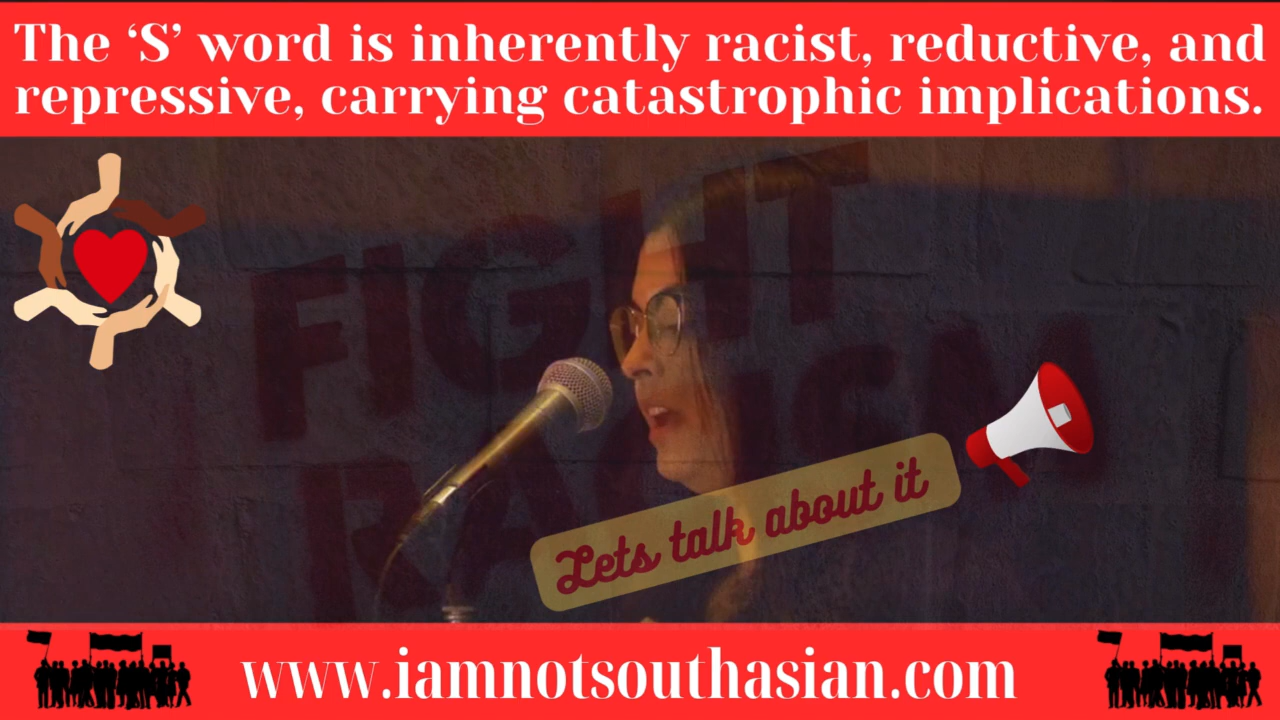 The ‘S’ word is inherently racist, reductive, and
repressive, carrying catastrophic implications.
FIGHT
RACISM
Lets talk about it
www.iamnotsouthasian.com